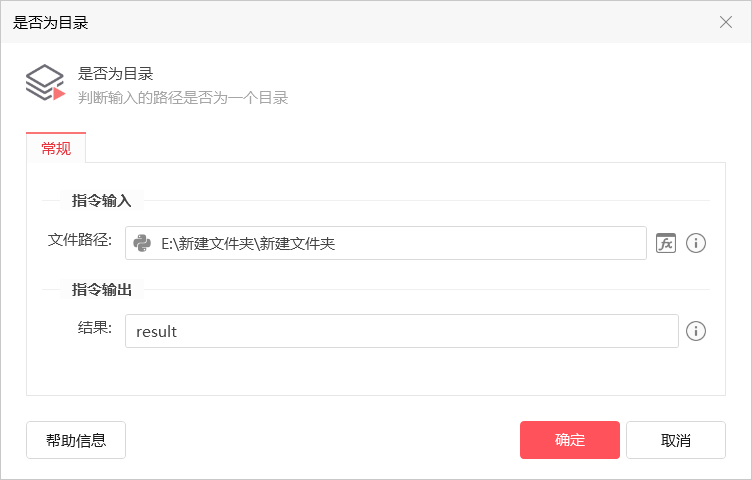 是否为目录
是否为目录
判断输入的路径是否为一个目录
常规
指令输入
文件路径: E:\新建文件夹\新建文件夹 fx
指令输出
结果: result
帮助信息 确定 取消